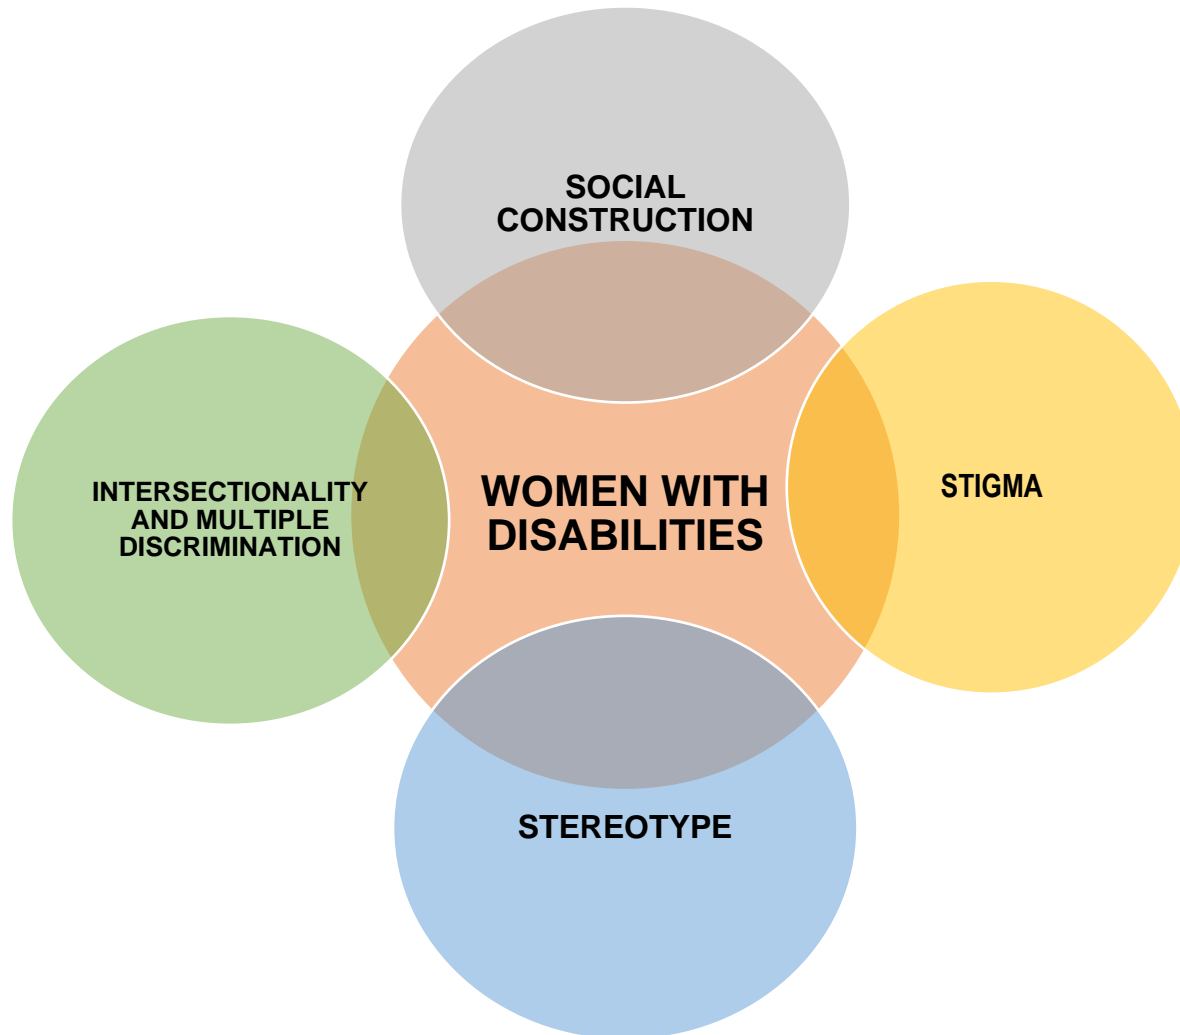 SOCIAL
CONSTRUCTION
INTERSECTIONALITY
AND MULTIPLE
DISCRIMINATION
WOMEN WITH
DISABILITIES
STIGMA
STEREOTYPE